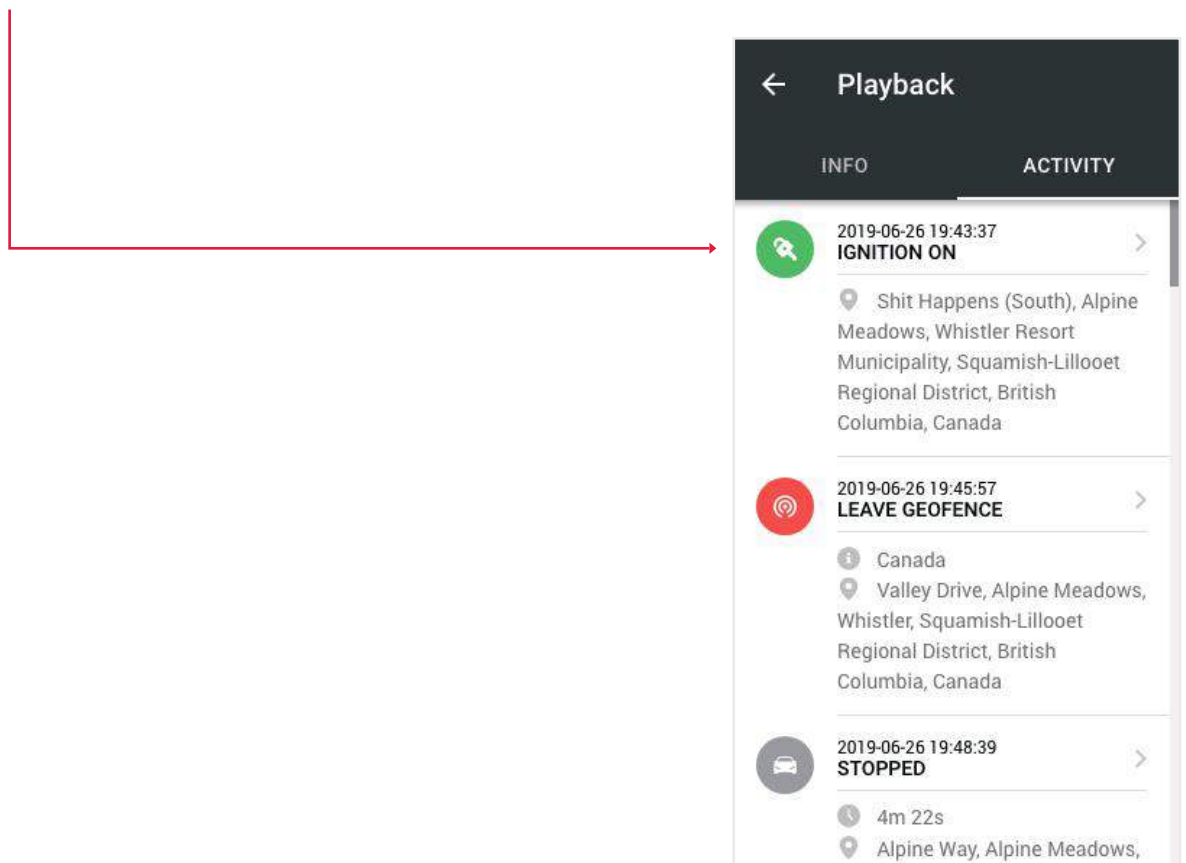 Playback
INFO ACTIVITY
2019-06-26 19:43:37
IGNITION ON
Shit Happens (South), Alpine
Meadows, Whistler Resort
Municipality, Squamish-Lillooet
Regional District, British
Columbia, Canada
2019-06-26 19:45:57
LEAVE GEOFENCE
Canada
Valley Drive, Alpine Meadows,
Whistler, Squamish-Lillooet
Regional District, British
Columbia, Canada
2019-06-26 19:48:39
STOPPED
4m 22s
Alpine Way, Alpine Meadows,